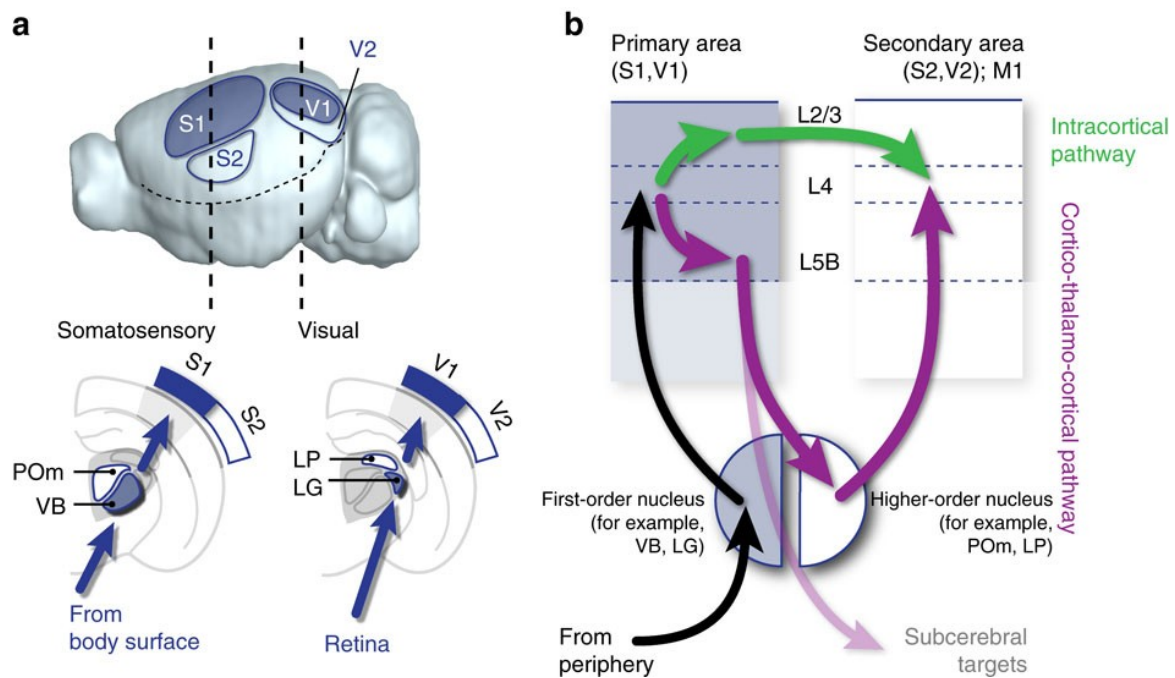 a
V2
V1
S1
S2
Somatosensory
Visual
S1
S2
POm
VB
From
body surface
V1
V2
LP
LG
Retina
b
Primary area
(S1,V1)
Secondary area
(S2,V2); M1
L2/3
L4
L5B
Intracortical
pathway
Cortico-thalamo-cortical pathway
First-order nucleus
(for example,
VB, LG)
Higher-order nucleus
(for example,
POm, LP)
From
periphery
Subcerebral
targets